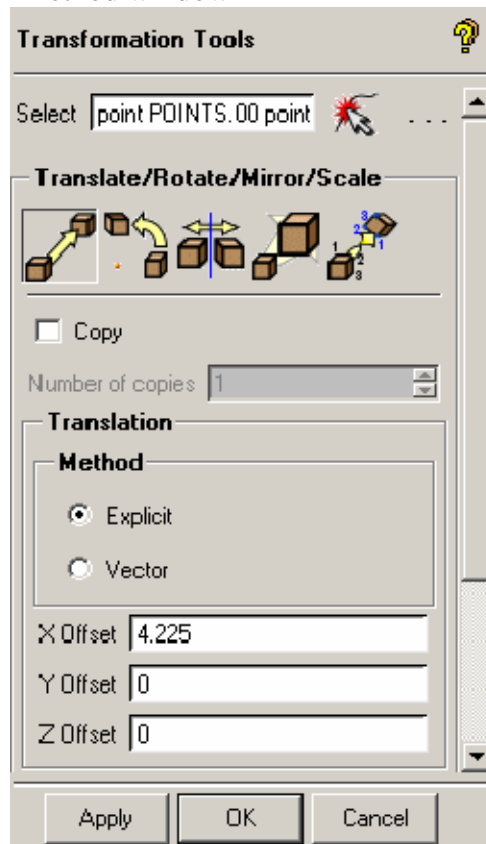 Transformation Tools
Select point POINTS.00 point ...
Translate/Rotate/Mirror/Scale
Copy
Number of copies 1
Translation
Method
Explicit
Vector
X Offset 4.225
Y Offset 0
Z Offset 0
Apply OK Cancel